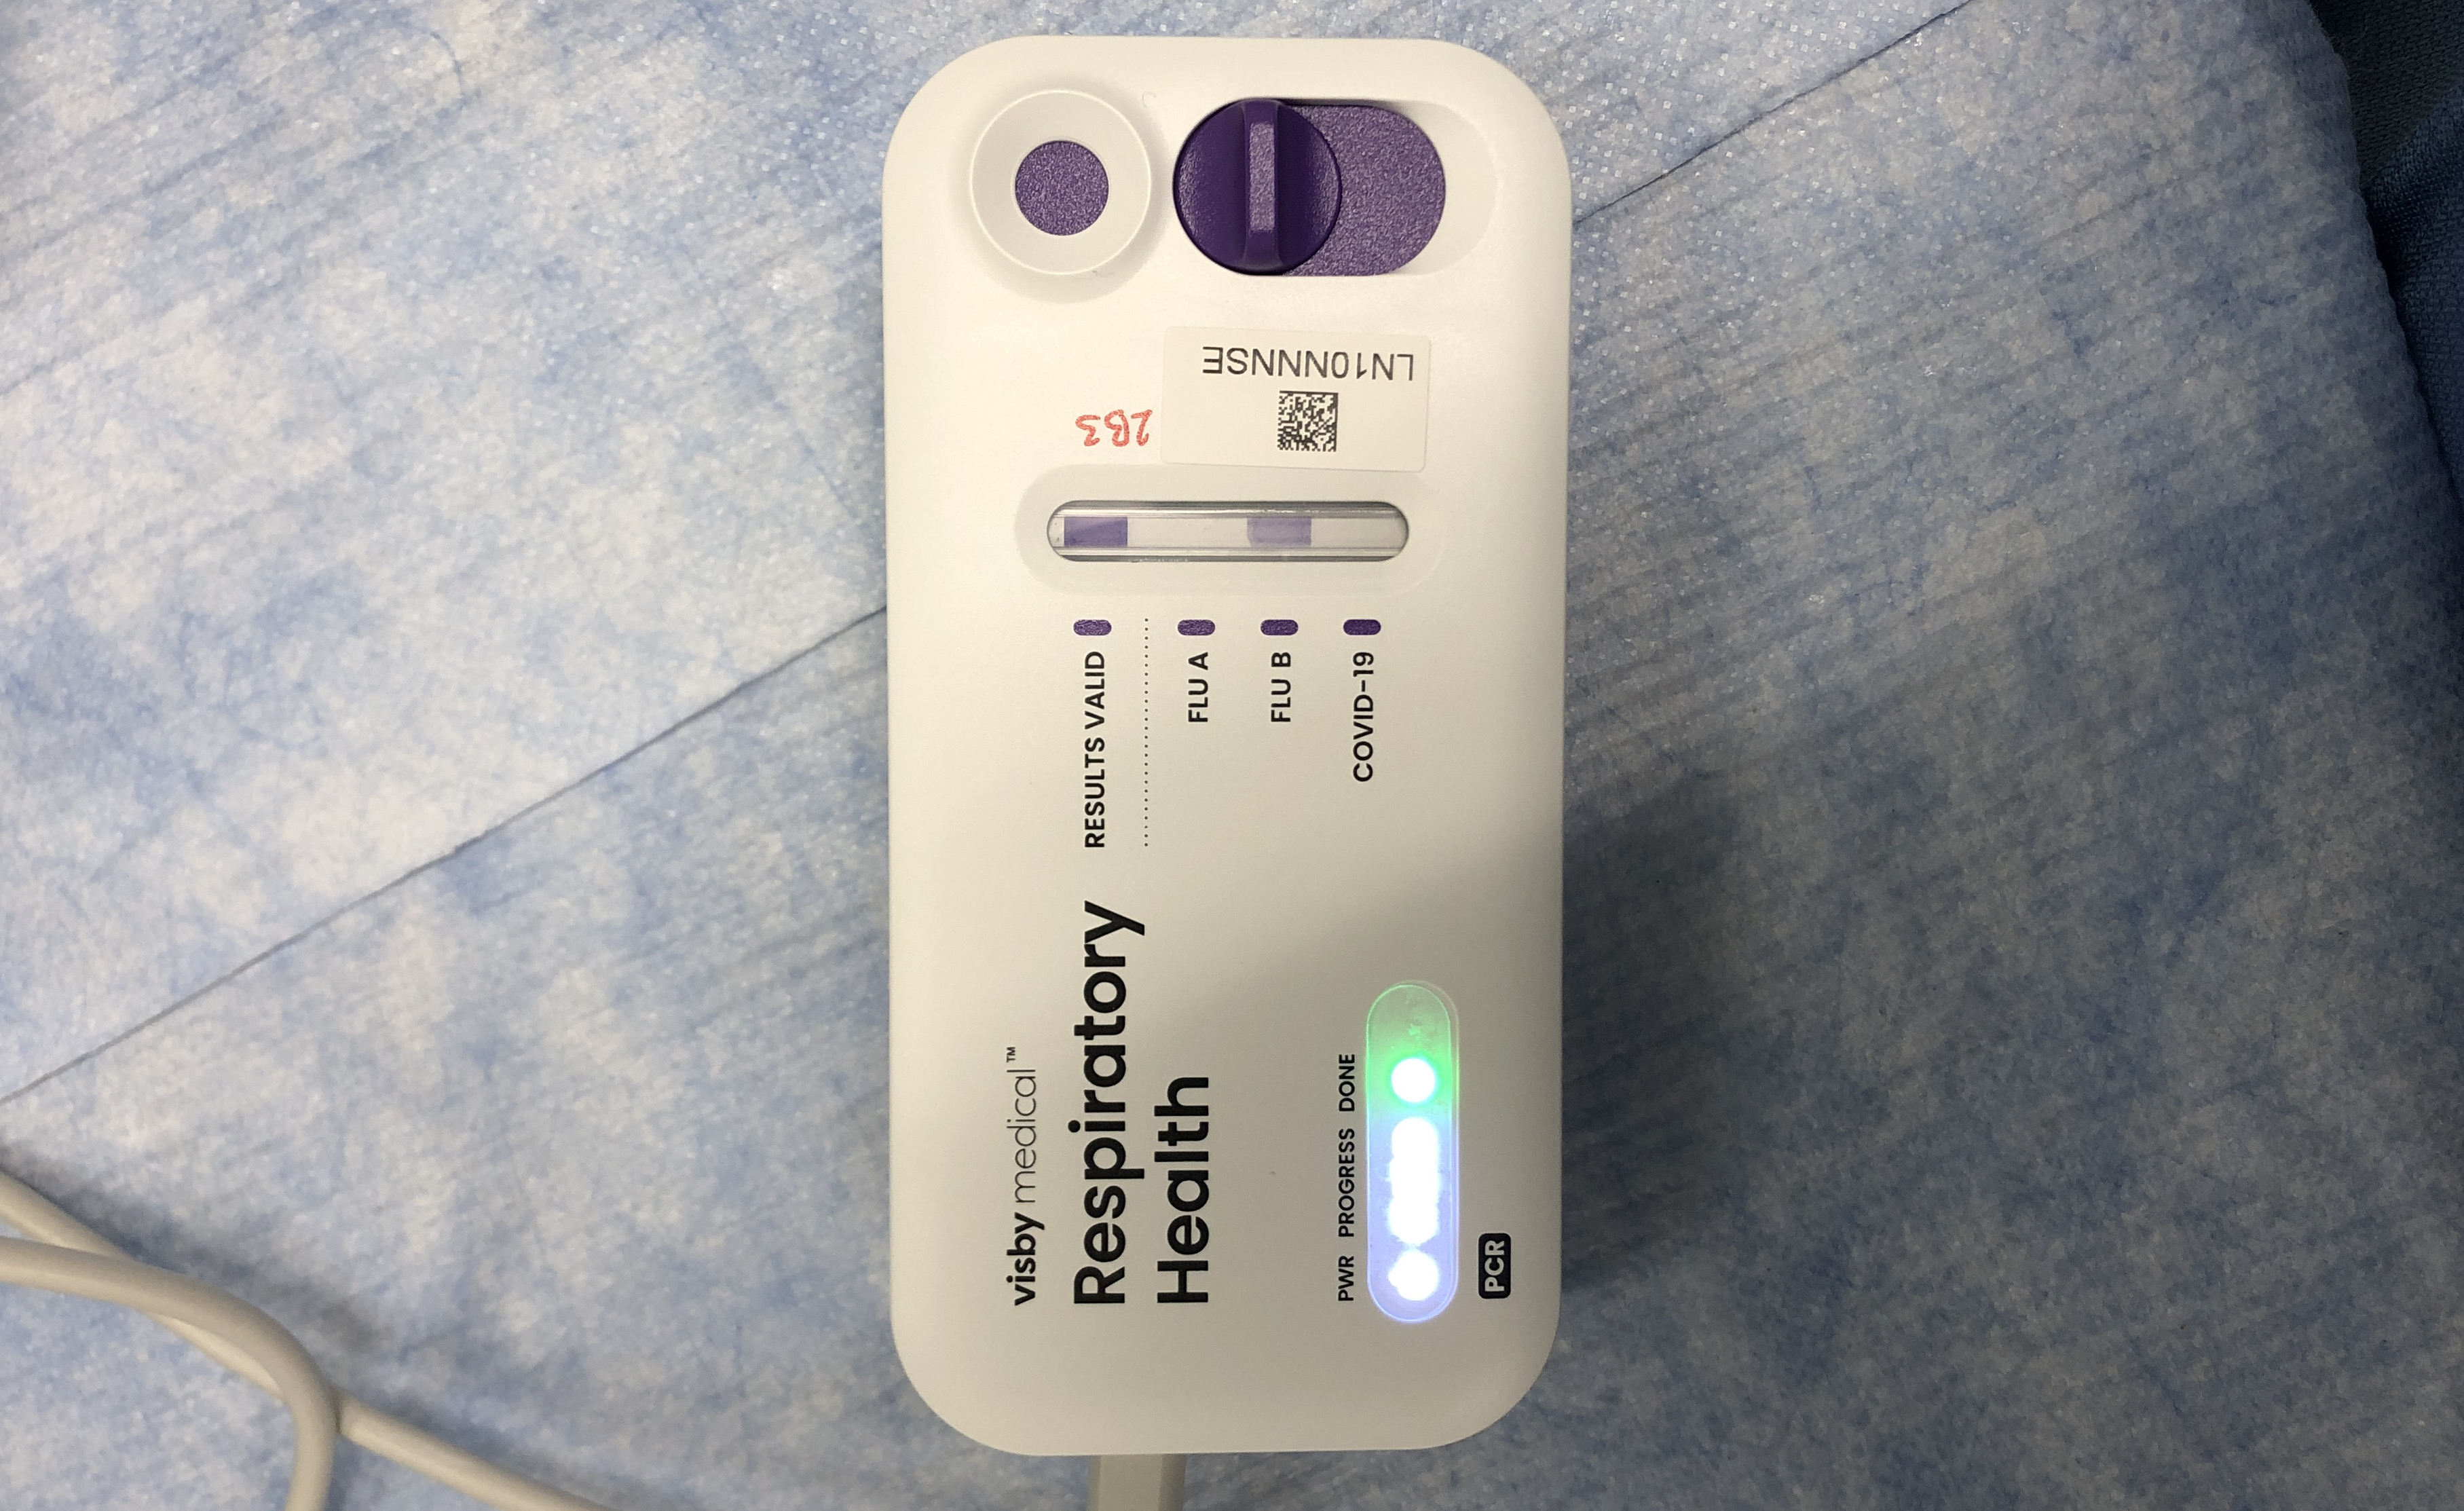 visby medical™
Respiratory
Health
RESULTS VALID
FLU A
FLU B
COVID-19
PWR PROGRESS DONE
PCR
2B3
LN10NNNSE